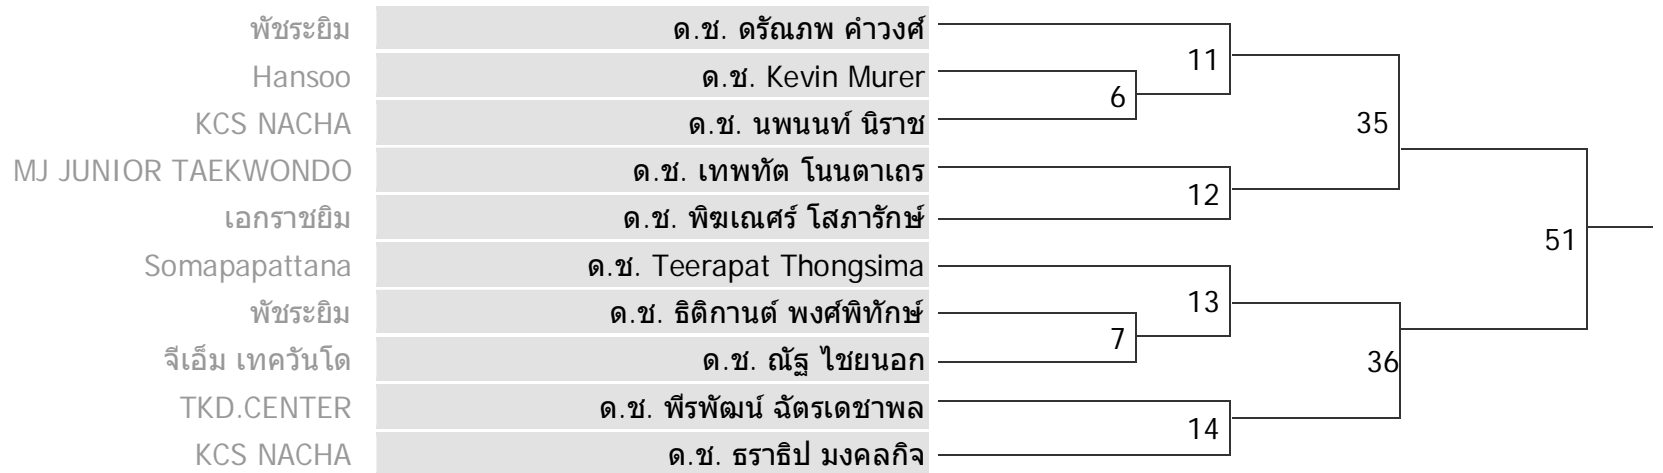 พัชระยิม ด.ช. ดรัณภพ คำวงศ์
11
Hansoo ด.ช. Kevin Murer
6
35
KCS NACHA ด.ช. นพนนท์ นิราช
MJ JUNIOR TAEKWONDO ด.ช. เทพทัต โนนตาเถร
12
เอกราชยิม ด.ช. พิฆเณศร์ โสภารักษ์
51
Somapapattana ด.ช. Teerapat Thongsima
13
พัชระยิม ด.ช. ธิติกานต์ พงศ์พิทักษ์
7
จีเอ็ม เทควันโด ด.ช. ณัฐ ไชยนอก
36
TKD.CENTER ด.ช. พีรพัฒน์ ฉัตรเดชาพล
14
KCS NACHA ด.ช. ธราธิป มงคลกิจ